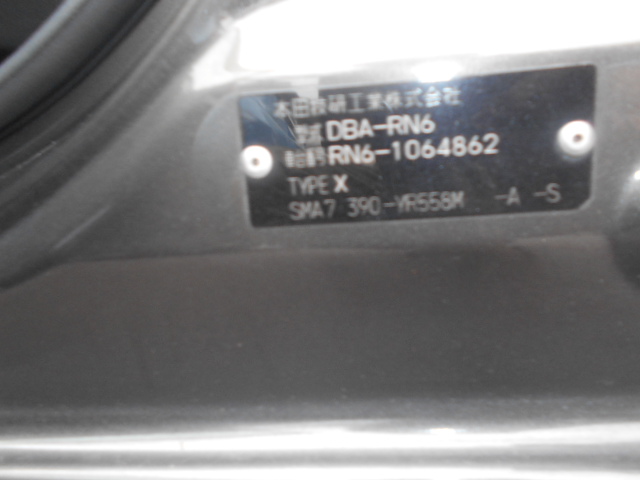 本田技研工業株式会社
型式 DBA-RN6
車台番号 RN6-1064862
TYPE X
SMA7 390-YR558M -A -S